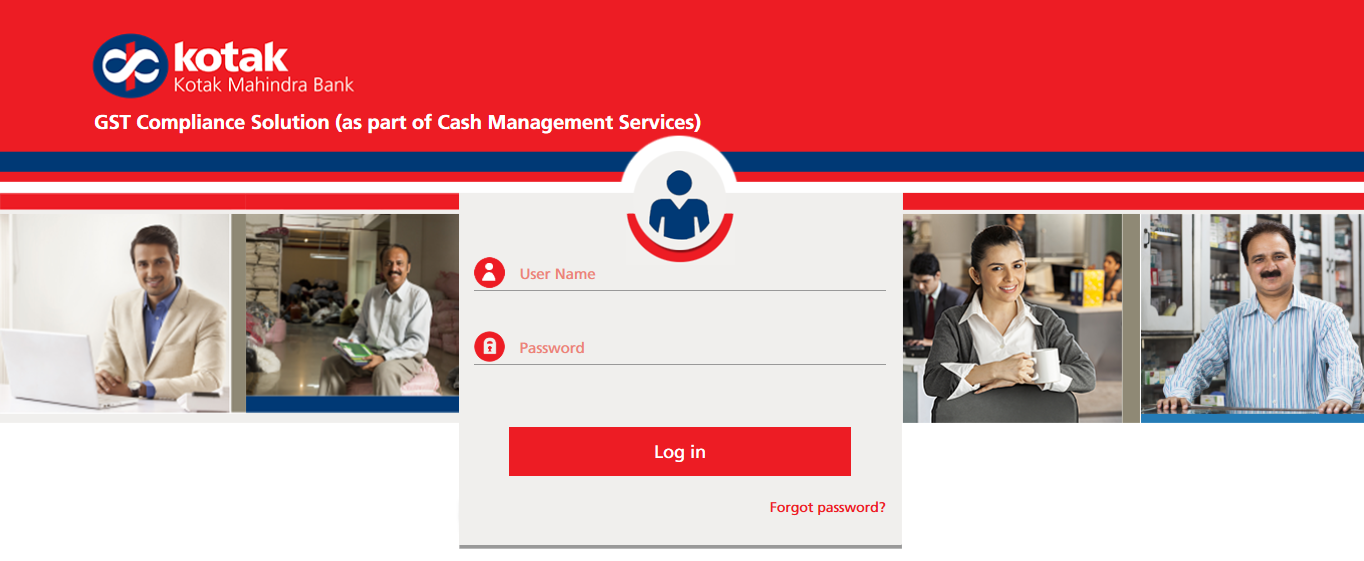 kotak
Kotak Mahindra Bank
GST Compliance Solution (as part of Cash Management Services)
User Name
Password
Log in
Forgot password?